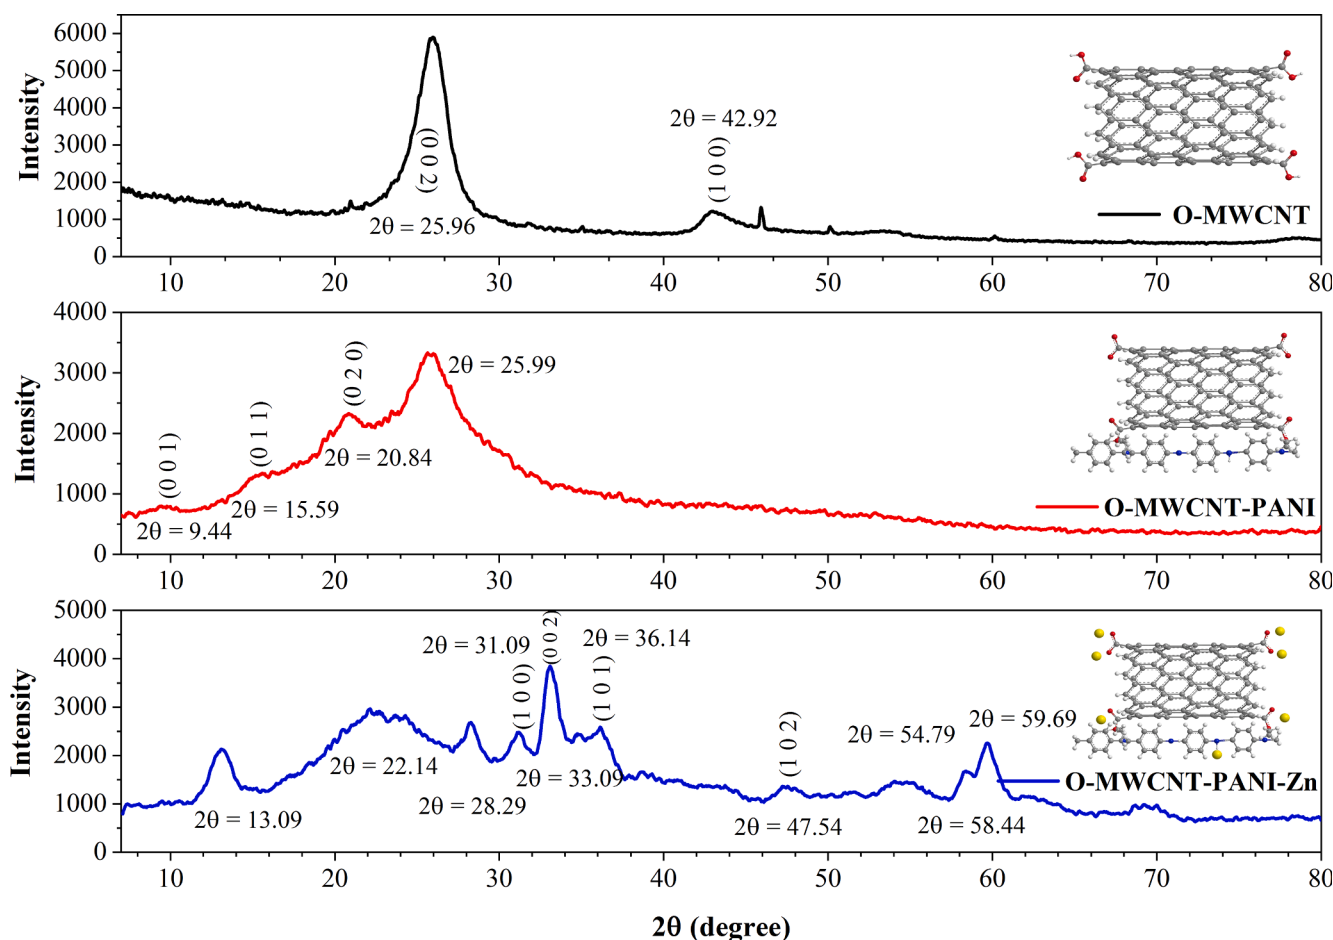 6000
5000
4000
3000
2000
1000
0
Intensity
(0 0 2)
2θ = 25.96
2θ = 42.92
(1 0 0)
O-MWCNT
10 20 30 40 50 60 70 80
4000
3000
2000
1000
0
Intensity
(0 0 1)
2θ = 9.44
(0 1 1)
2θ = 15.59
(0 2 0)
2θ = 20.84
2θ = 25.99
O-MWCNT-PANI
10 20 30 40 50 60 70 80
5000
4000
3000
2000
1000
0
Intensity
2θ = 13.09
2θ = 22.14
2θ = 28.29
2θ = 31.09
(1 0 0)
(0 0 2)
2θ = 33.09
2θ = 36.14
(1 0 1)
(1 0 2)
2θ = 47.54
2θ = 54.79
2θ = 58.44
2θ = 59.69
O-MWCNT-PANI-Zn
10 20 30 40 50 60 70 80
2θ (degree)